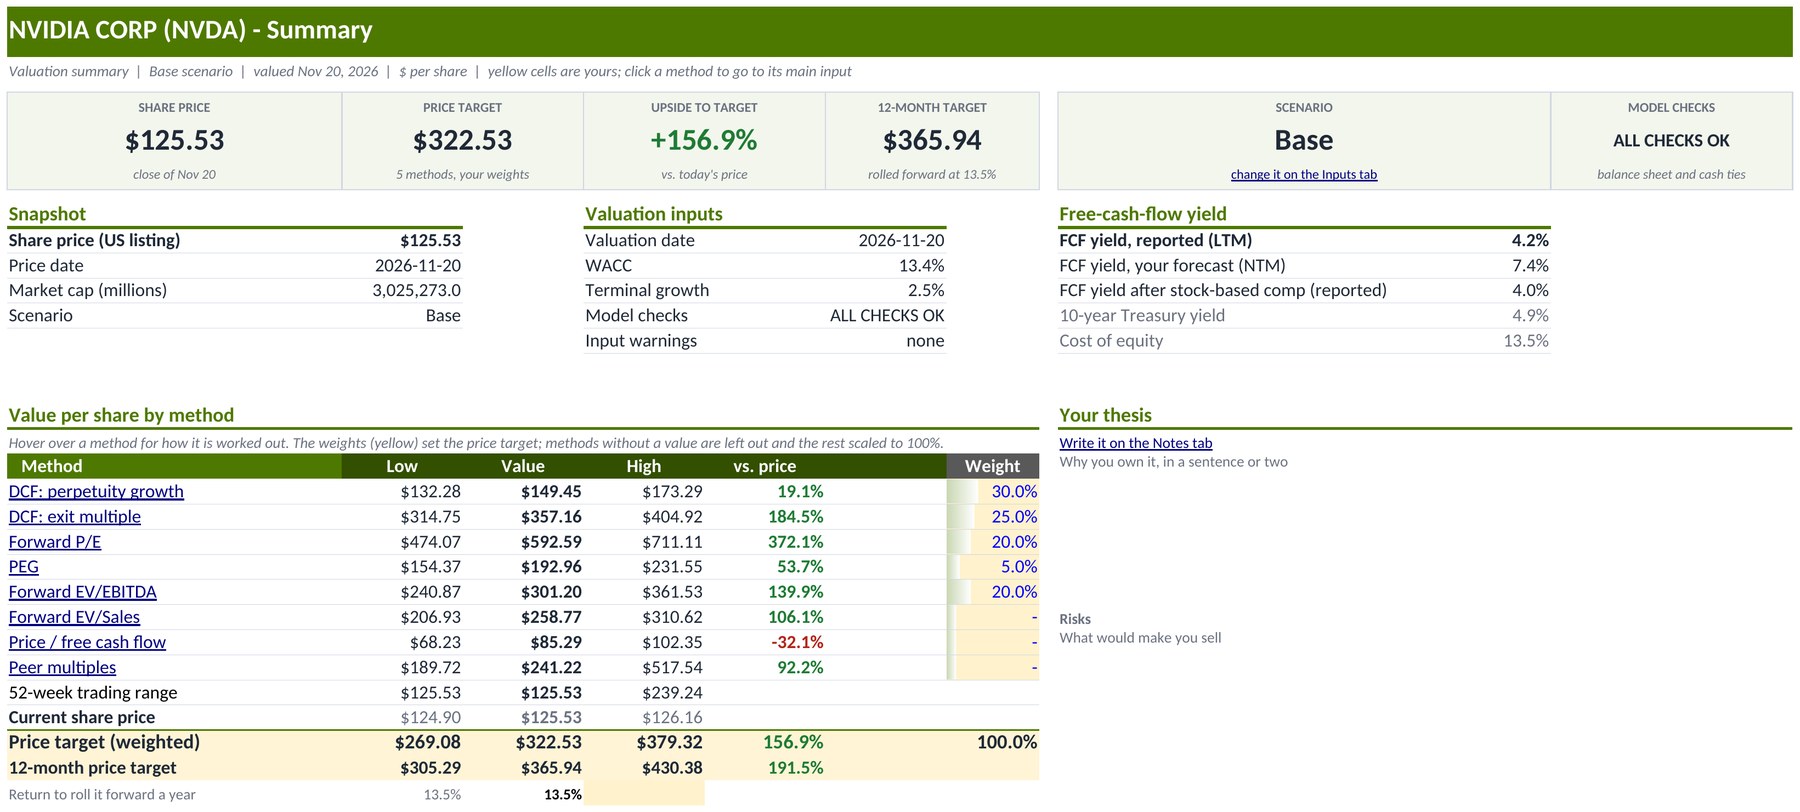 NVIDIA CORP (NVDA) - Summary
Valuation summary | Base scenario | valued Nov 20, 2026 | $ per share | yellow cells are yours; click a method to go to its main input
SHARE PRICE PRICE TARGET UPSIDE TO TARGET 12-MONTH TARGET SCENARIO MODEL CHECKS
$125.53 $322.53 +156.9% $365.94 Base ALL CHECKS OK
close of Nov 20 5 methods, your weights vs. today's price rolled forward at 13.5% change it on the Inputs tab balance sheet and cash ties
Snapshot Valuation inputs Free-cash-flow yield
Share price (US listing) $125.53 Valuation date 2026-11-20 FCF yield, reported (LTM) 4.2%
Price date 2026-11-20 WACC 13.4% FCF yield, your forecast (NTM) 7.4%
Market cap (millions) 3,025,273.0 Terminal growth 2.5% FCF yield after stock-based comp (reported) 4.0%
Scenario Base Model checks ALL CHECKS OK 10-year Treasury yield 4.9%
Input warnings none Cost of equity 13.5%
Value per share by method Your thesis
Hover over a method for how it is worked out. The weights (yellow) set the price target; methods without a value are left out and the rest scaled to 100%. Write it on the Notes tab
Method Low Value High vs. price Weight Why you own it, in a sentence or two
DCF: perpetuity growth $132.28 $149.45 $173.29 19.1% 30.0%
DCF: exit multiple $314.75 $357.16 $404.92 184.5% 25.0%
Forward P/E $474.07 $592.59 $711.11 372.1% 20.0%
PEG $154.37 $192.96 $231.55 53.7% 5.0%
Forward EV/EBITDA $240.87 $301.20 $361.53 139.9% 20.0%
Forward EV/Sales $206.93 $258.77 $310.62 106.1% - Risks
Price / free cash flow $68.23 $85.29 $102.35 -32.1% - What would make you sell
Peer multiples $189.72 $241.22 $517.54 92.2% -
52-week trading range $125.53 $125.53 $239.24
Current share price $124.90 $125.53 $126.16
Price target (weighted) $269.08 $322.53 $379.32 156.9% 100.0%
12-month price target $305.29 $365.94 $430.38 191.5%
Return to roll it forward a year 13.5% 13.5%